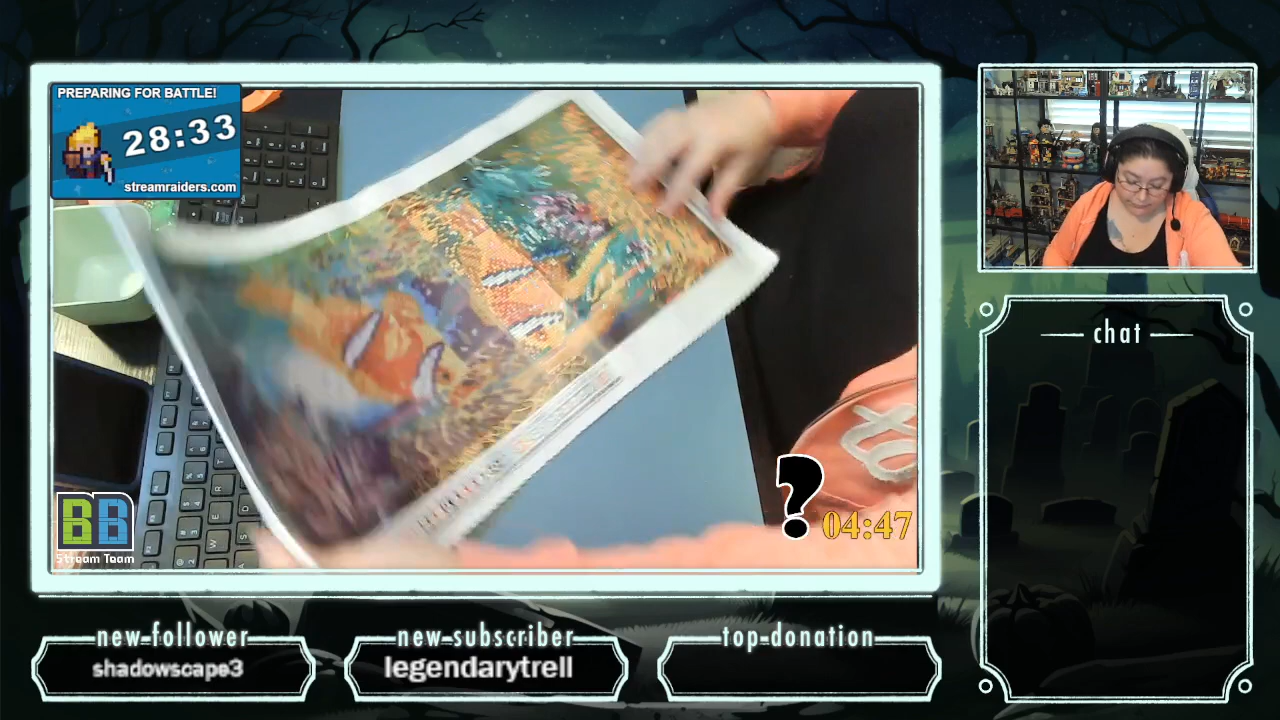 PREPARING FOR BATTLE!
28:33
streamraiders.com
chat
BB
Stream Team
?
04:47
new follower
shadowscape3
new subscriber
legendarytrell
top donation